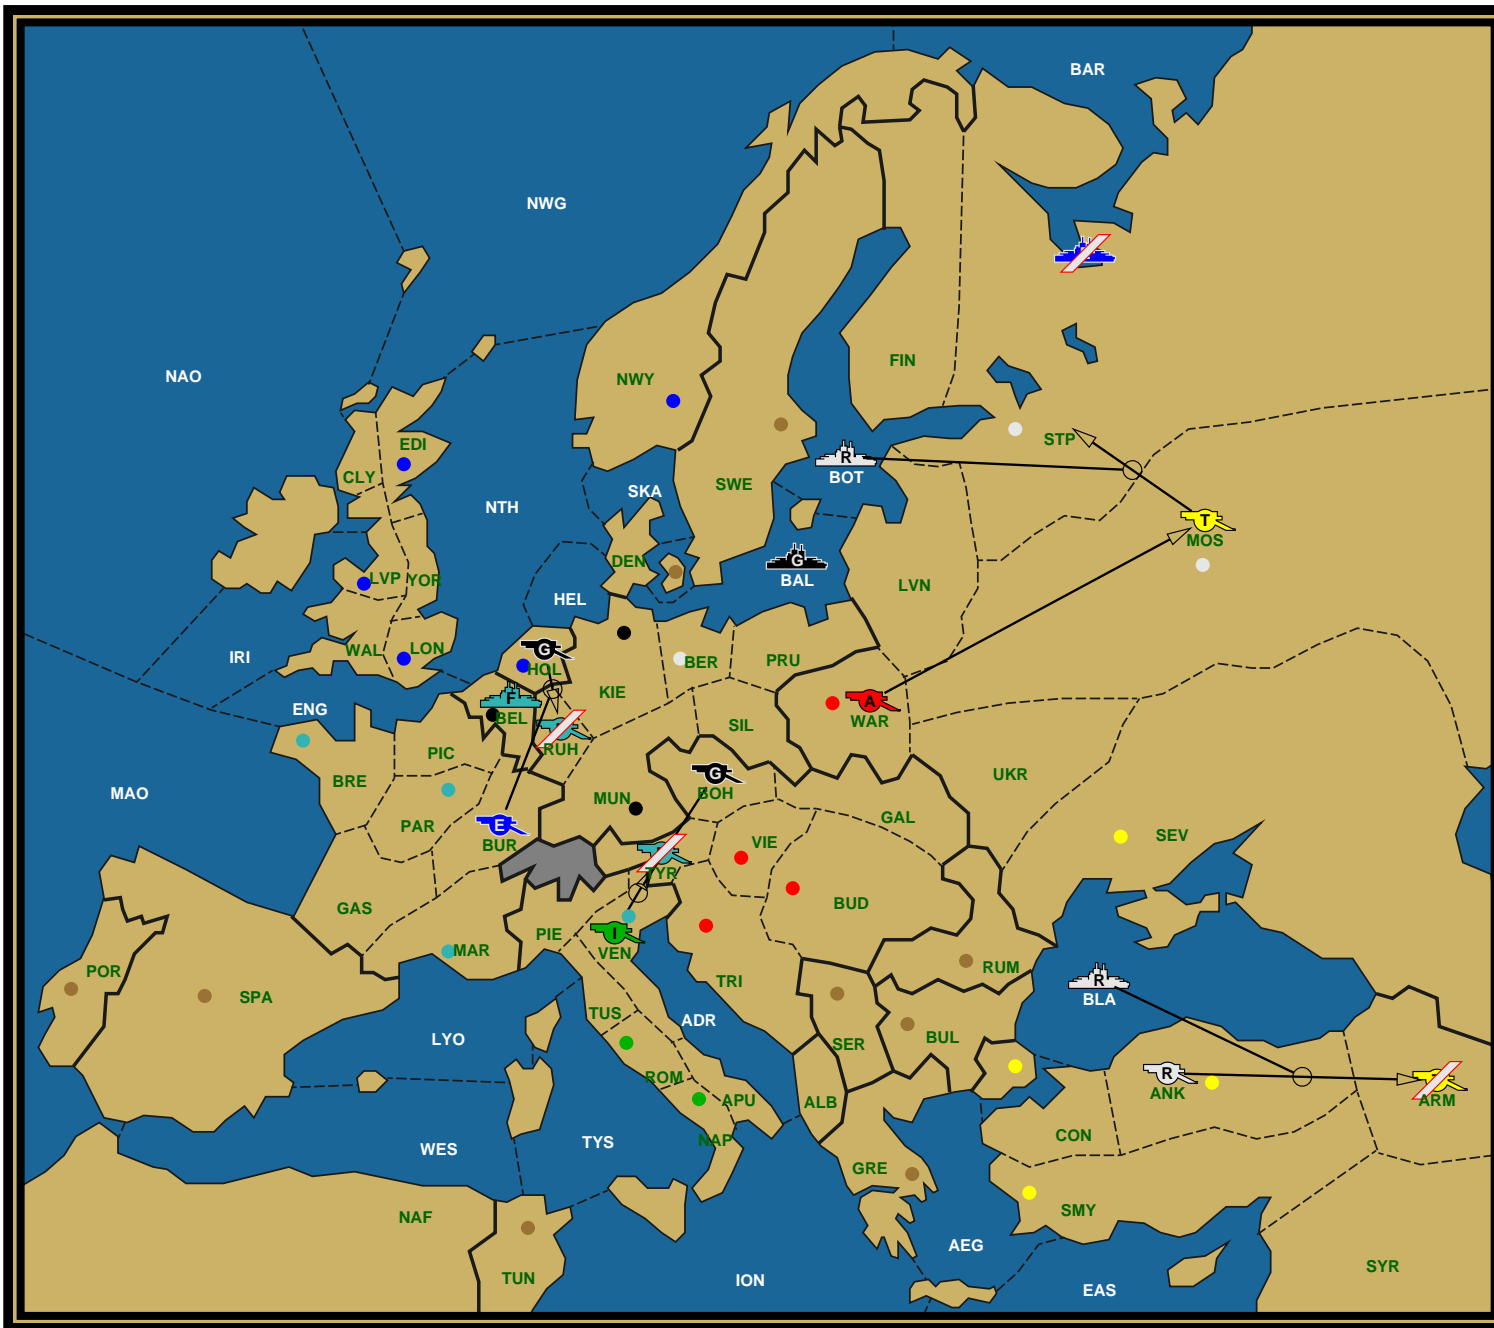 BAR
NWG
NAO
FIN
NWY
EDI
STP
CLY
R
BOT
SWE
SKA
NTH
T
MOS
DEN
G
BAL
HEL
LVP
YOR
LVN
WAL
LON
IRI
G
HOL
BER
PRU
KIE
F
BEL
A
WAR
ENG
SIL
RUH
PIC
BRE
G
BOH
UKR
MAO
MUN
PAR
E
BUR
GAL
SEV
VIE
TYR
GAS
BUD
I
VEN
PIE
MAR
POR
SPA
TRI
RUM
R
BLA
TUS
ADR
LYO
SER
BUL
ROM
R
ANK
APU
ALB
ARM
CON
TYS
NAP
WES
GRE
SMY
NAF
AEG
TUN
ION
SYR
EAS